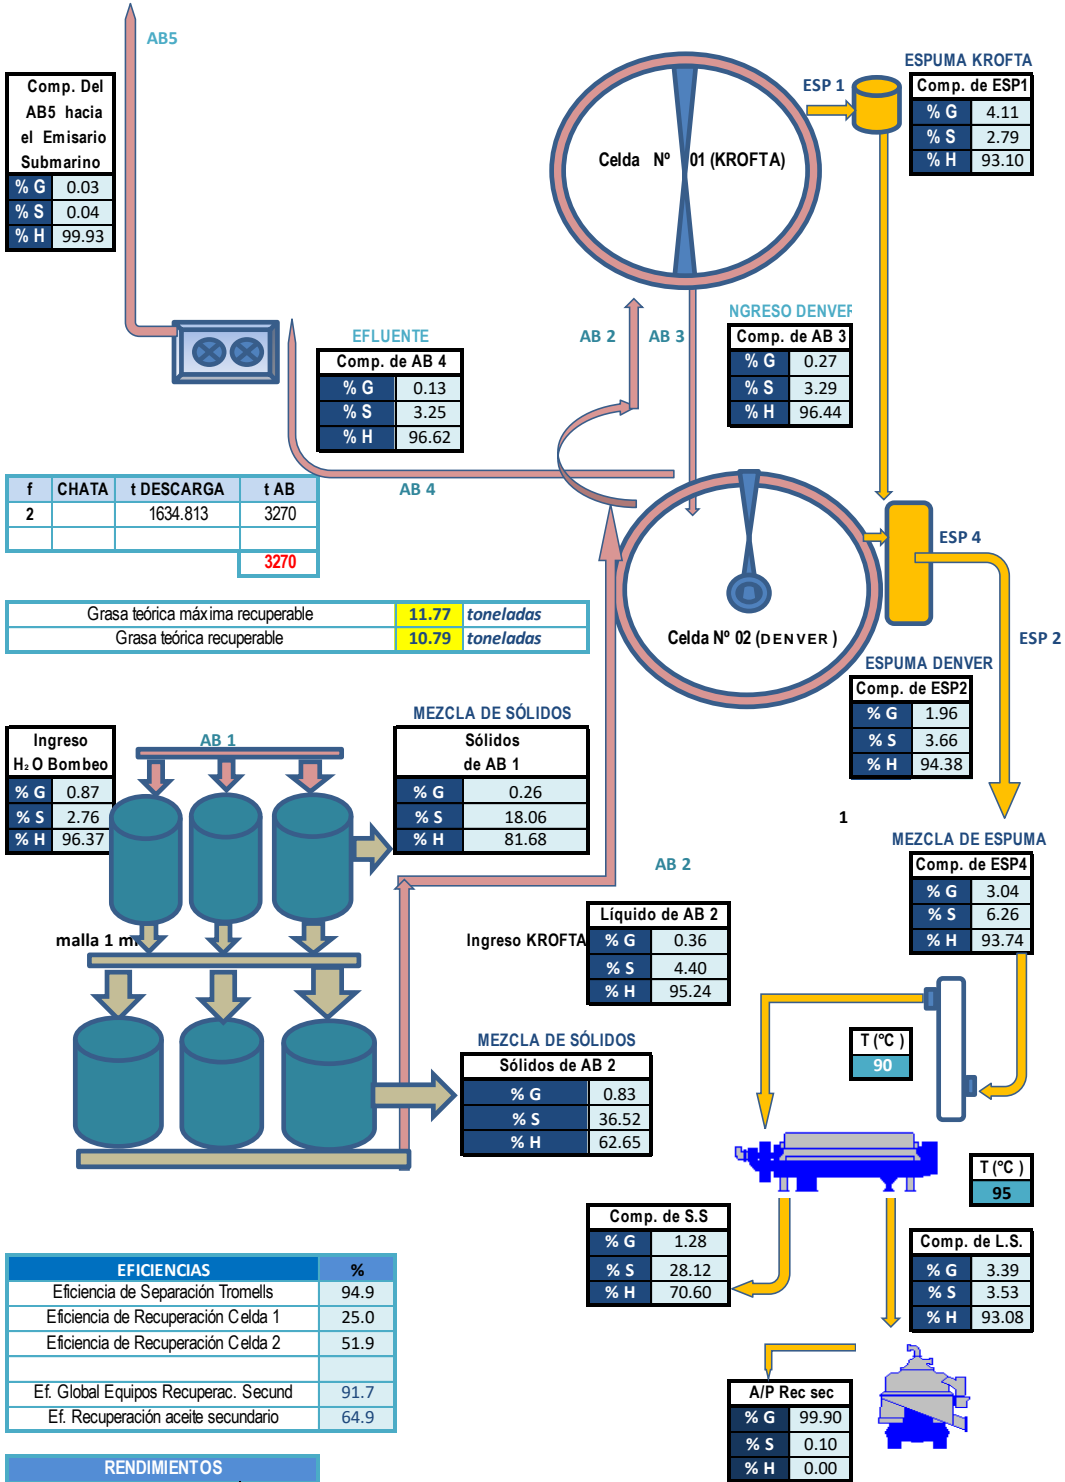 AB5
Comp. Del
AB5 hacia
el Emisario
Submarino
% G 0.03
% S 0.04
% H 99.93
Celda Nº 01 (KROFTA)
ESP 1
ESPUMA KROFTA
Comp. de ESP1
% G 4.11
% S 2.79
% H 93.10
AB 2
AB 3
NGRESO DENVER
Comp. de AB 3
% G 0.27
% S 3.29
% H 96.44
EFLUENTE
Comp. de AB 4
% G 0.13
% S 3.25
% H 96.62
AB 4
f CHATA t DESCARGA t AB
2 1634.813 3270
3270
Grasa teórica máxima recuperable 11.77 toneladas
Grasa teórica recuperable 10.79 toneladas
Celda Nº 02 (DENVER)
ESP 4
ESP 2
ESPUMA DENVER
Comp. de ESP2
% G 1.96
% S 3.66
% H 94.38
1
Ingreso
H2O Bombeo
% G 0.87
% S 2.76
% H 96.37
AB 1
MEZCLA DE SÓLIDOS
Sólidos
de AB 1
% G 0.26
% S 18.06
% H 81.68
AB 2
MEZCLA DE ESPUMA
Comp. de ESP4
% G 3.04
% S 6.26
% H 93.74
malla 1 m
Ingreso KROFTA
Líquido de AB 2
% G 0.36
% S 4.40
% H 95.24
MEZCLA DE SÓLIDOS
Sólidos de AB 2
% G 0.83
% S 36.52
% H 62.65
T (ºC )
90
T (ºC )
95
Comp. de S.S
% G 1.28
% S 28.12
% H 70.60
Comp. de L.S.
% G 3.39
% S 3.53
% H 93.08
EFICIENCIAS %
Eficiencia de Separación Tromells 94.9
Eficiencia de Recuperación Celda 1 25.0
Eficiencia de Recuperación Celda 2 51.9
Ef. Global Equipos Recuperac. Secund 91.7
Ef. Recuperación aceite secundario 64.9
A/P Rec sec
% G 99.90
% S 0.10
% H 0.00
RENDIMIENTOS